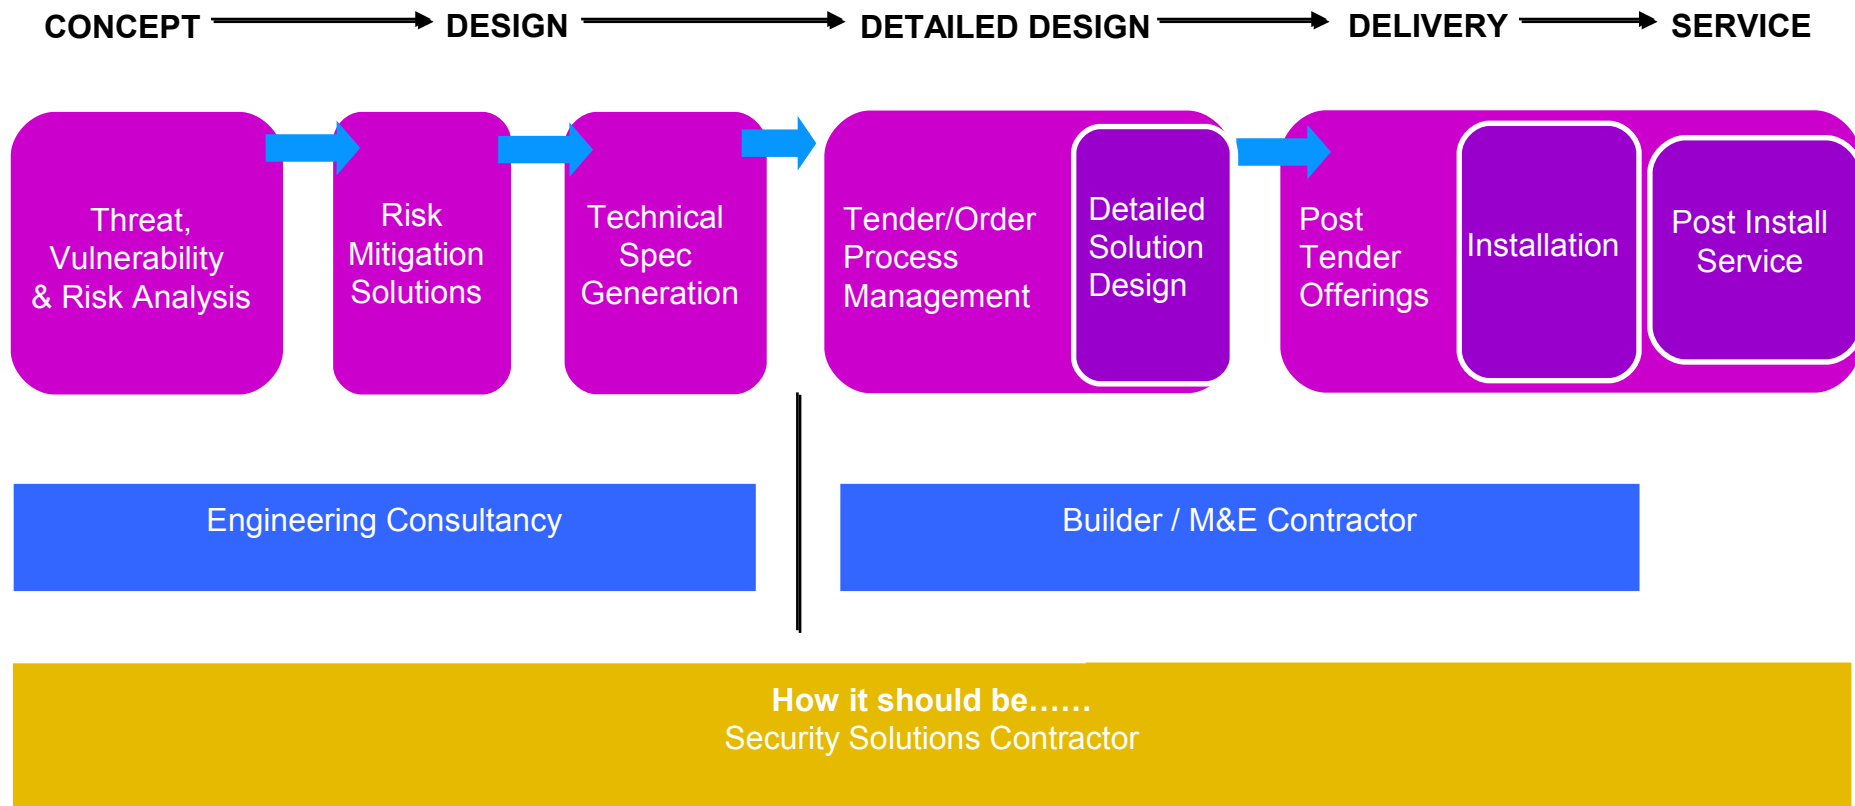 CONCEPT DESIGN DETAILED DESIGN DELIVERY SERVICE
Threat,
Vulnerability
& Risk Analysis
Risk
Mitigation
Solutions
Technical
Spec
Generation
Tender/Order
Process
Management
Detailed
Solution
Design
Post
Tender
Offerings
Installation
Post Install
Service
Engineering Consultancy
Builder / M&E Contractor
How it should be……
Security Solutions Contractor